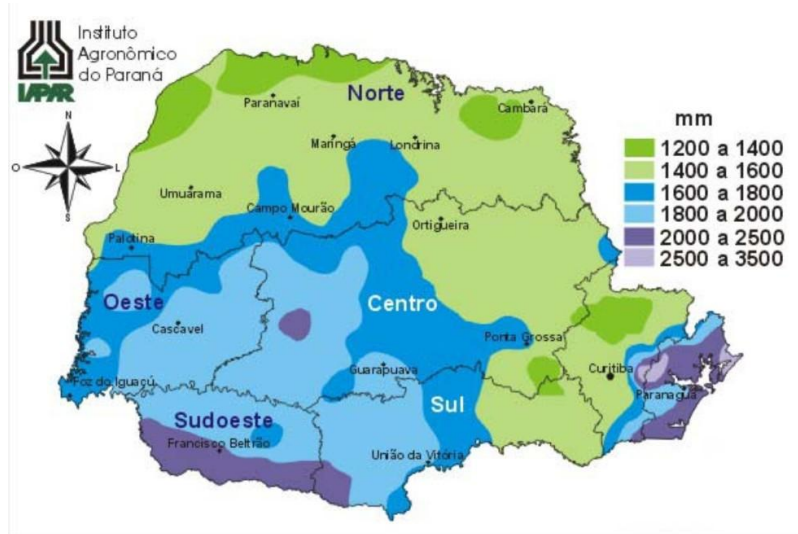 Instituto
Agronômico
do Paraná
IAPAR
N
O
L
S
Norte
Paranavaí
Cambará
Maringá
Londrina
Umuarama
Campo Mourão
Ortigueira
Palotina
Oeste
Centro
Cascavel
Ponta Grossa
Guarapuava
Curitiba
Foz do Iguaçú
Paranaguá
Sul
Sudoeste
Francisco Beltrão
União da Vitória
mm
1200 a 1400
1400 a 1600
1600 a 1800
1800 a 2000
2000 a 2500
2500 a 3500